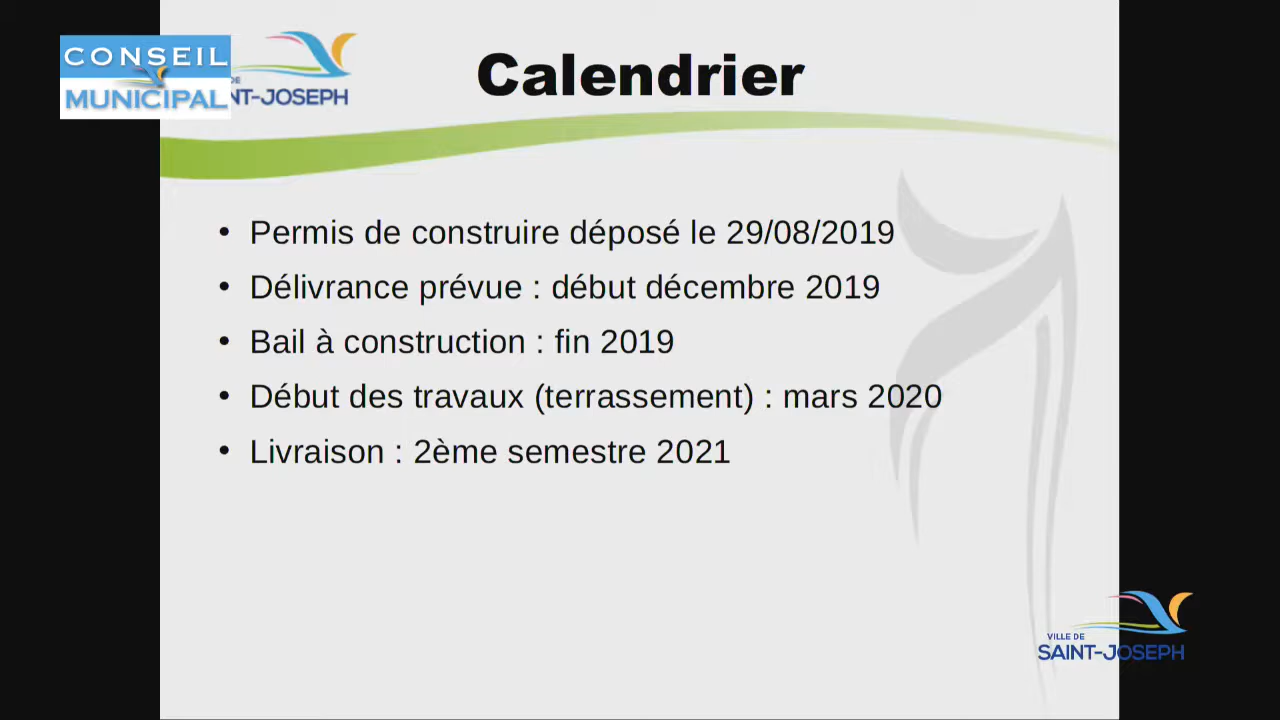 CONSEIL
MUNICIPAL
DE
NT-JOSEPH
Calendrier
• Permis de construire déposé le 29/08/2019
• Délivrance prévue : début décembre 2019
• Bail à construction : fin 2019
• Début des travaux (terrassement) : mars 2020
• Livraison : 2ème semestre 2021
VILLE DE
SAINT-JOSEPH